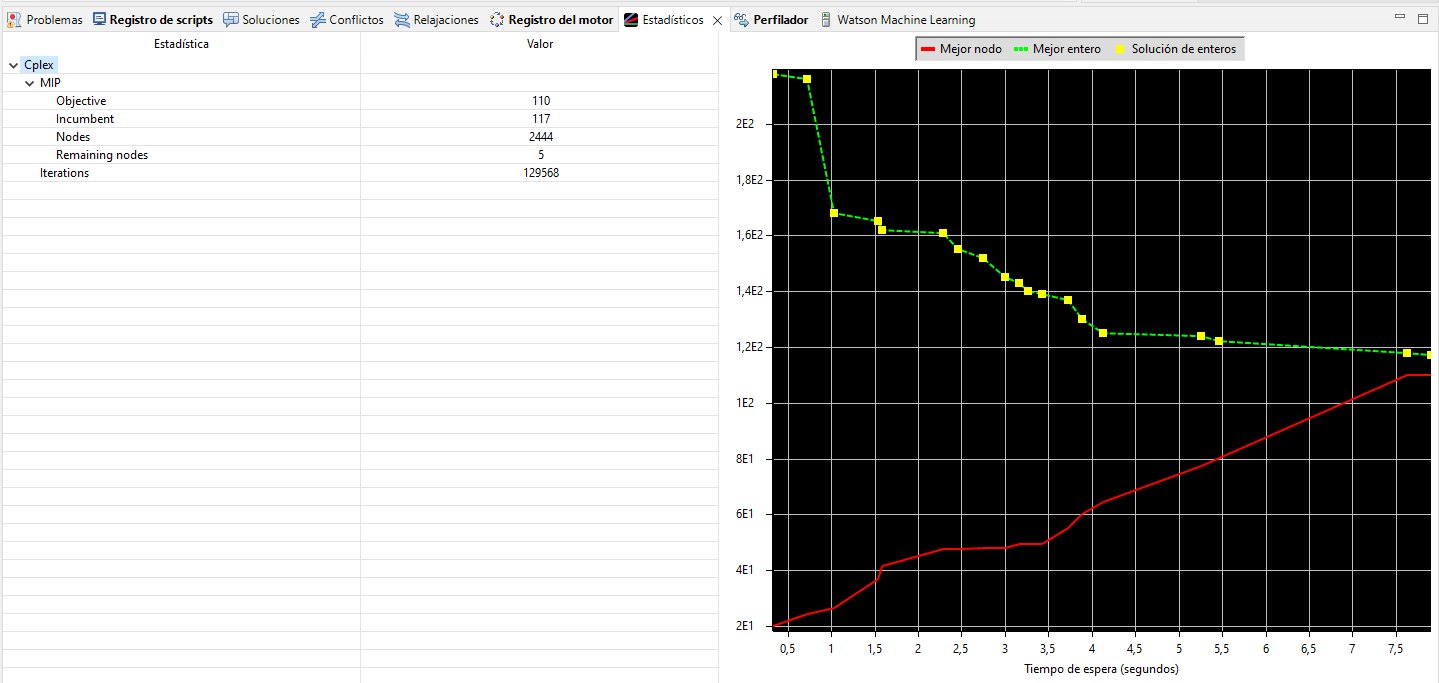 Problemas Registro de scripts Soluciones Conflictos Relajaciones Registro del motor Estadísticos Perfilador Watson Machine Learning
Estadística Valor
Cplex
MIP
Objective 110
Incumbent 117
Nodes 2444
Remaining nodes 5
Iterations 129568
Mejor nodo Mejor entero Solución de enteros
2E2
1,8E2
1,6E2
1,4E2
1,2E2
1E2
8E1
6E1
4E1
2E1
0,5 1 1,5 2 2,5 3 3,5 4 4,5 5 5,5 6 6,5 7 7,5
Tiempo de espera (segundos)